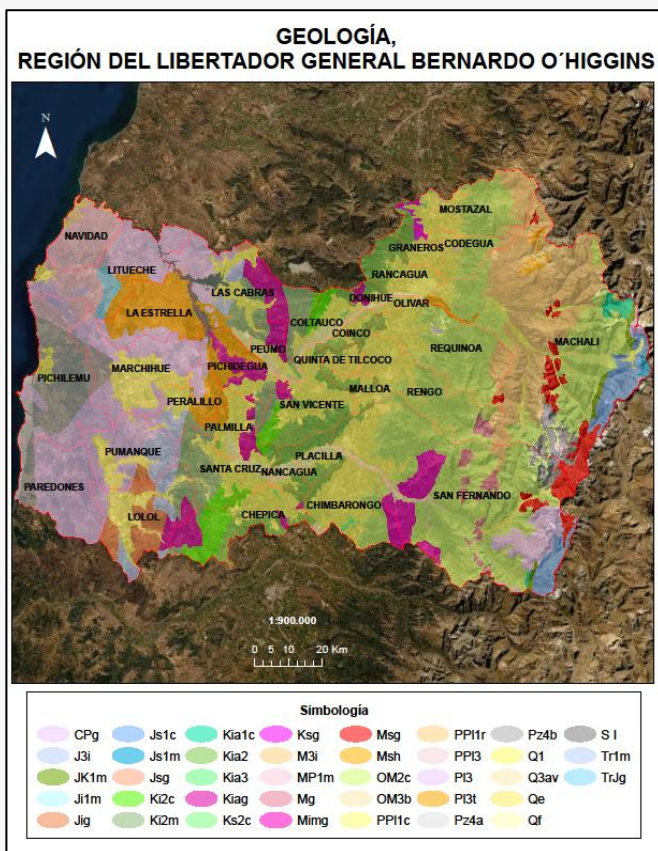 GEOLOGÍA,
REGIÓN DEL LIBERTADOR GENERAL BERNARDO O´HIGGINS
N
MOSTAZAL
NAVIDAD
GRANEROS CODEGUA
LITUECHE
RANCAGUA
LAS CABRAS
DOÑIHUE OLIVAR
LA ESTRELLA
COLTAUCO
COINCO
REQUINOA
MACHALI
PEUMO
QUINTA DE TILCOCO
PICHILEMU
MARCHIHUE
PICHIDEGUA
MALLOA
RENGO
PERALILLO
SAN VICENTE
PALMILLA
PUMANQUE
PLACILLA
SANTA CRUZ
NANCAGUA
PAREDONES
SAN FERNANDO
LOLOL
CHIMBARONGO
CHEPICA
1:900.000
0 5 10 20 Km
Simbología
CPg Js1c Kia1c Ksg Msg PPl1r Pz4b S I
J3i Js1m Kia2 M3i Msh PPl3 Q1 Tr1m
JK1m Jsg Kia3 MP1m OM2c Pl3 Q3av TrJg
Ji1m Ki2c Kiag Mg OM3b Pl3t Qe
Jig Ki2m Ks2c Mimg PPl1c Pz4a Qf